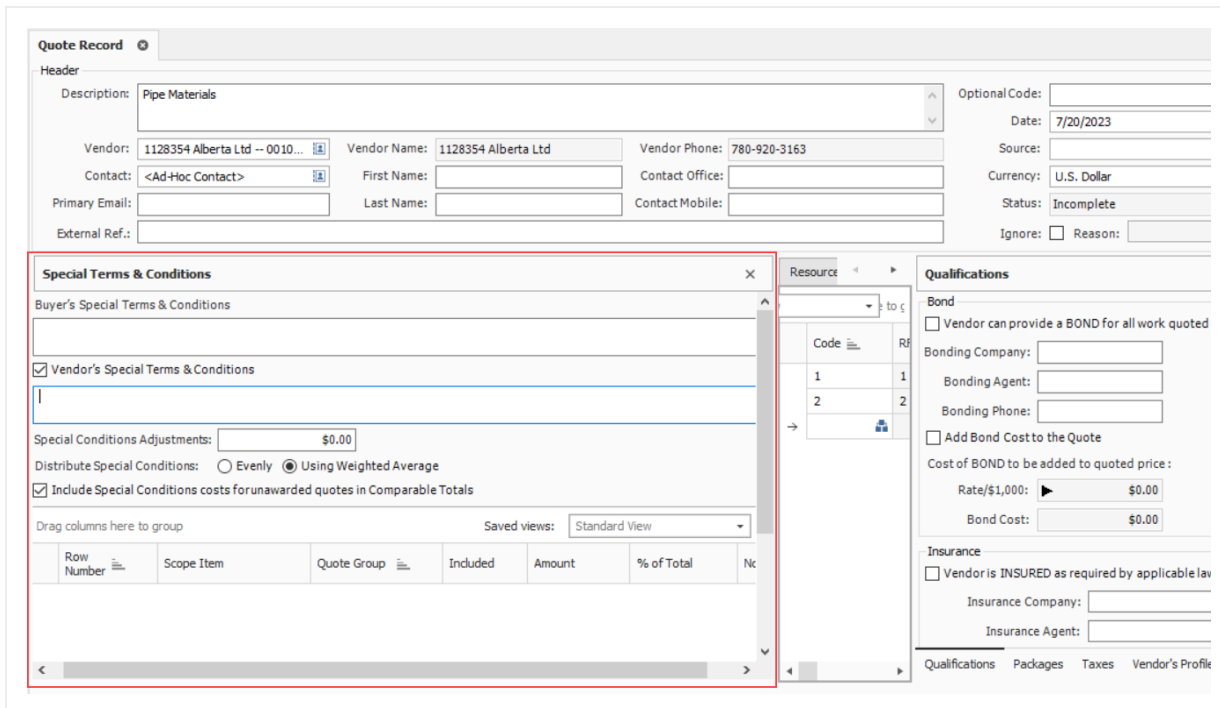 Quote Record
Header
Description: Pipe Materials
Optional Code:
Date: 7/20/2023
Vendor: 1128354 Alberta Ltd -- 0010... Vendor Name: 1128354 Alberta Ltd Vendor Phone: 780-920-3163 Source:
Contact: <Ad-Hoc Contact> First Name: Contact Office: Currency: U.S. Dollar
Primary Email: Last Name: Contact Mobile: Status: Incomplete
External Ref.: Ignore: Reason:
Special Terms & Conditions
Buyer's Special Terms & Conditions
Vendor's Special Terms & Conditions
Special Conditions Adjustments: $0.00
Distribute Special Conditions: Evenly Using Weighted Average
Include Special Conditions costs for unawarded quotes in Comparable Totals
Drag columns here to group Saved views: Standard View
Row Number Scope Item Quote Group Included Amount % of Total No
Resource
e to g
Code RF
1 1
2 2
Qualifications
Bond
Vendor can provide a BOND for all work quoted
Bonding Company:
Bonding Agent:
Bonding Phone:
Add Bond Cost to the Quote
Cost of BOND to be added to quoted price :
Rate/$1,000: $0.00
Bond Cost: $0.00
Insurance
Vendor is INSURED as required by applicable law
Insurance Company:
Insurance Agent:
Qualifications Packages Taxes Vendor's Profile